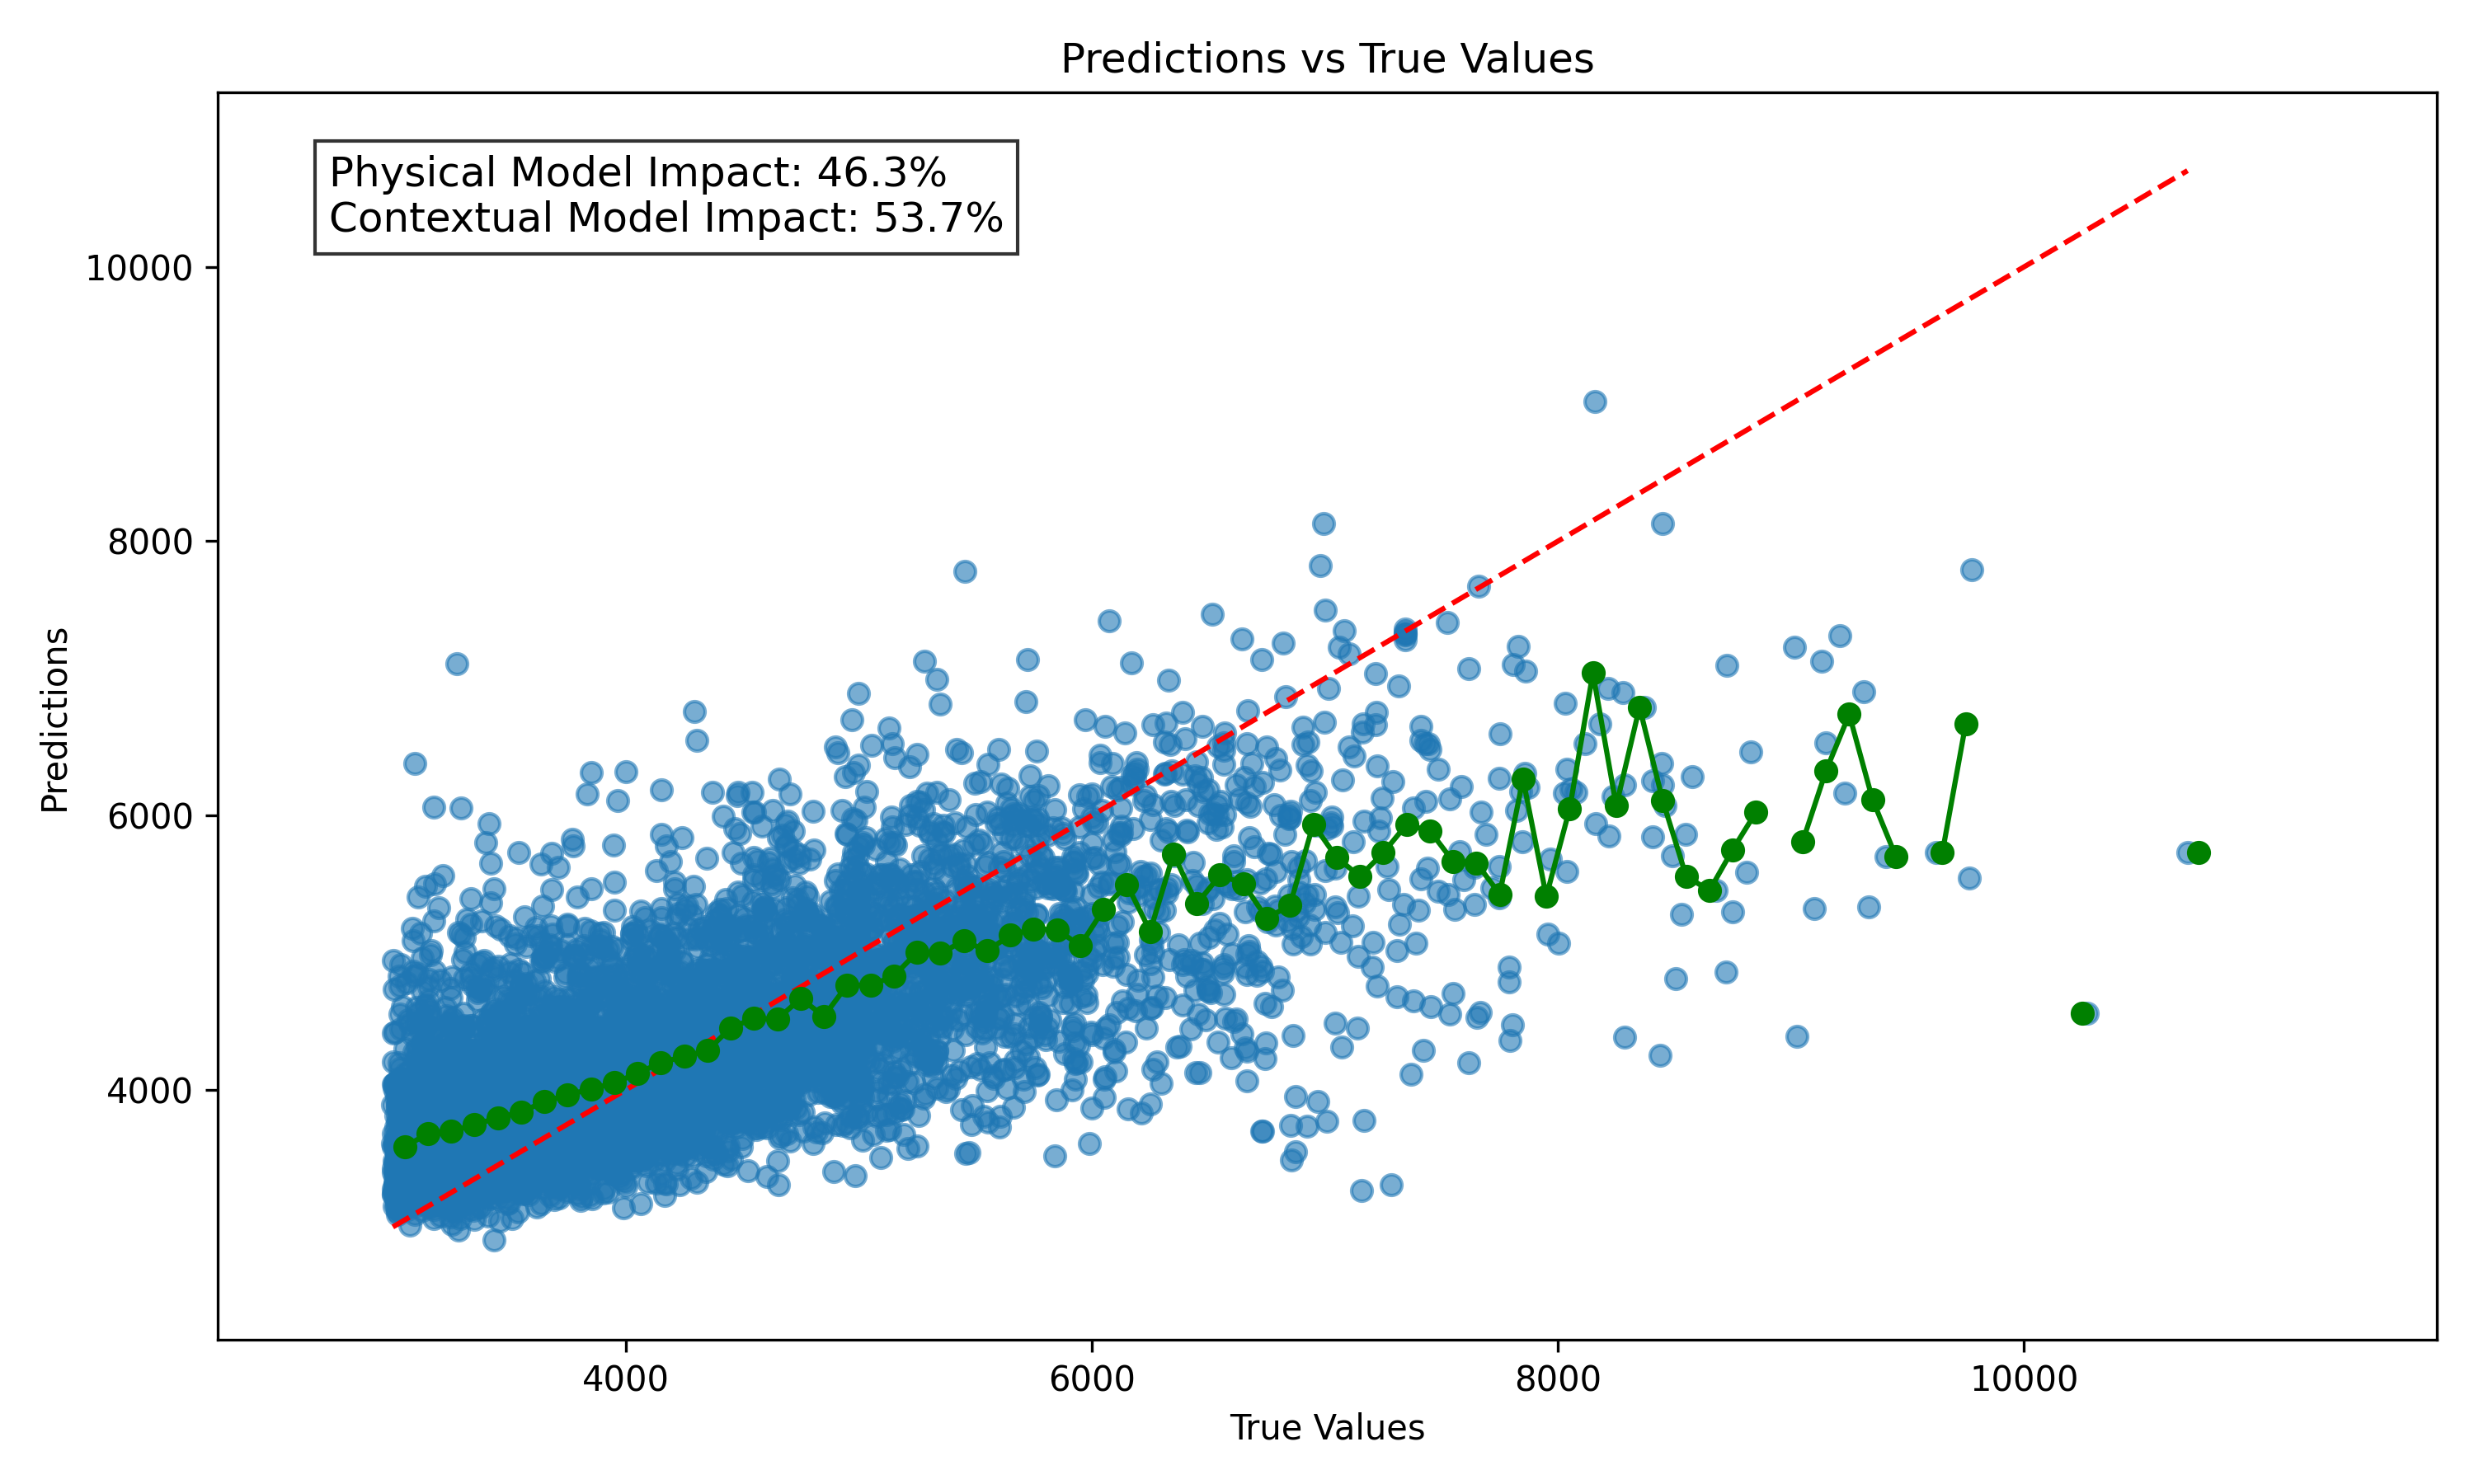 Predictions vs True Values
Physical Model Impact: 46.3%
Contextual Model Impact: 53.7%
Predictions
10000
8000
6000
4000
4000
6000
8000
10000
True Values